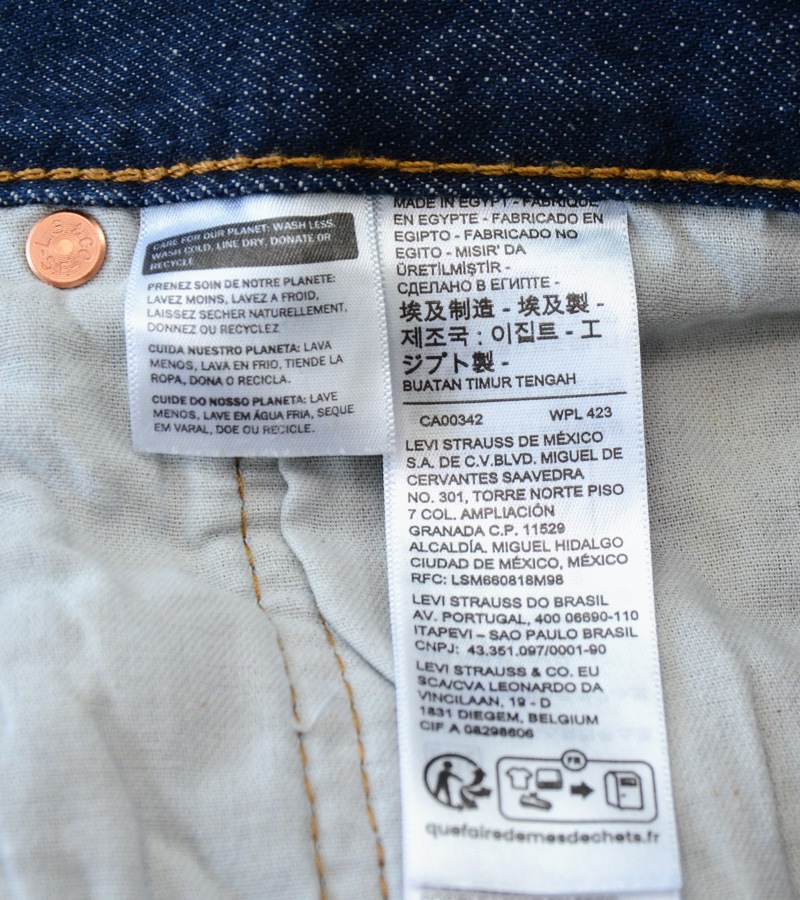 CARE FOR OUR PLANET: WASH LESS,
WASH COLD, LINE DRY, DONATE OR
RECYCLE
PRENEZ SOIN DE NOTRE PLANETE:
LAVEZ MOINS, LAVEZ A FROID,
LAISSEZ SECHER NATURELLEMENT,
DONNEZ OU RECYCLEZ
CUIDA NUESTRO PLANETA: LAVA
MENOS, LAVA EN FRIO, TIENDE LA
ROPA, DONA O RECICLA.
CUIDE DO NOSSO PLANETA: LAVE
MENOS, LAVE EM ÁGUA FRIA, SEQUE
EM VARAL, DOE OU RECICLE.
MADE IN EGYPT - FABRIQUE
EN EGYPTE - FABRICADO EN
EGIPTO - FABRICADO NO
EGITO - MISIR' DA
ÜRETİLMİŞTİR -
СДЕЛАНО В ЕГИПТЕ -
埃及制造 - 埃及製 -
제조국 : 이집트 - エ
ジプト製 -
BUATAN TIMUR TENGAH
CA00342 WPL 423
LEVI STRAUSS DE MÉXICO
S.A. DE C.V.BLVD. MIGUEL DE
CERVANTES SAAVEDRA
NO. 301, TORRE NORTE PISO
7 COL. AMPLIACIÓN
GRANADA C.P. 11529
ALCALDÍA. MIGUEL HIDALGO
CIUDAD DE MÉXICO, MÉXICO
RFC: LSM660818M98
LEVI STRAUSS DO BRASIL
AV. PORTUGAL, 400 06690-110
ITAPEVI – SAO PAULO BRASIL
CNPJ: 43.351.097/0001-90
LEVI STRAUSS & CO. EU
SCA/CVA LEONARDO DA
VINCILAAN, 19 - D
1831 DIEGEM, BELGIUM
CIF A 08298606
FR
quefairedemesdechets.fr